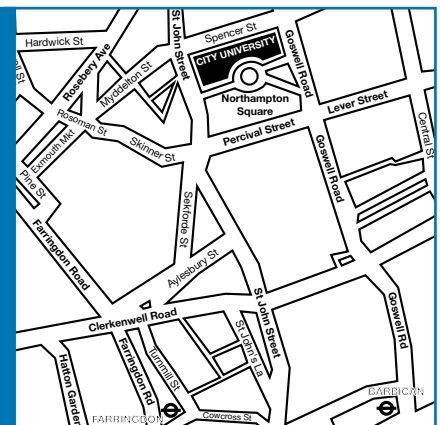 Hardwick St
Rosebery Ave
St John Street
Spencer St
CITY UNIVERSITY
Goswell Road
Myddelton St
Northampton
Square
Lever Street
Rosoman St
Exmouth Mkt
Skinner St
Percival Street
Goswell Road
Central St
Pine St
Sekforde St
Farringdon Road
Aylesbury St
St John Street
Goswell Rd
Clerkenwell Road
Hatton Garden
Farringdon Rd
Turnmill St
St John's La
FARRINGDON
Cowcross St
BARBICAN